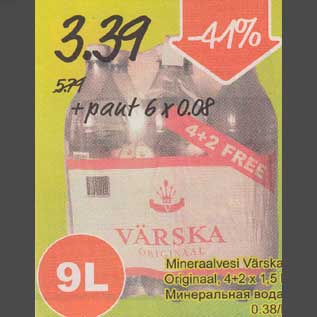 3.39
-41%
5.79
+ pant 6 x 0.08
4+2 FREE
VÄRSKA
ORIGINAAL
9L
Mineraalvesi Värska
Originaal, 4+2 x 1,5 l
Минеральная вода
0.38/